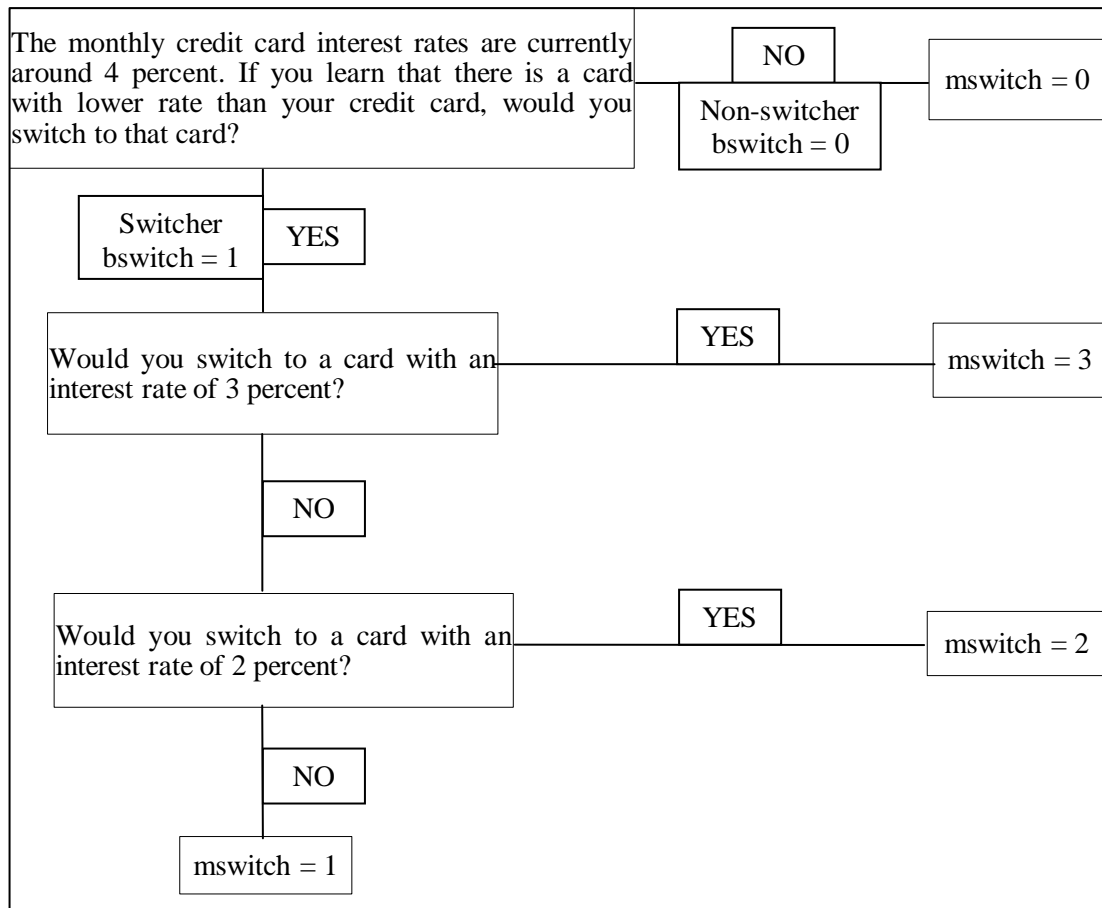 The monthly credit card interest rates are currently
around 4 percent. If you learn that there is a card
with lower rate than your credit card, would you
switch to that card?
NO
Non-switcher
bswitch = 0
mswitch = 0
Switcher
bswitch = 1
YES
Would you switch to a card with an
interest rate of 3 percent?
YES
mswitch = 3
NO
Would you switch to a card with an
interest rate of 2 percent?
YES
mswitch = 2
NO
mswitch = 1